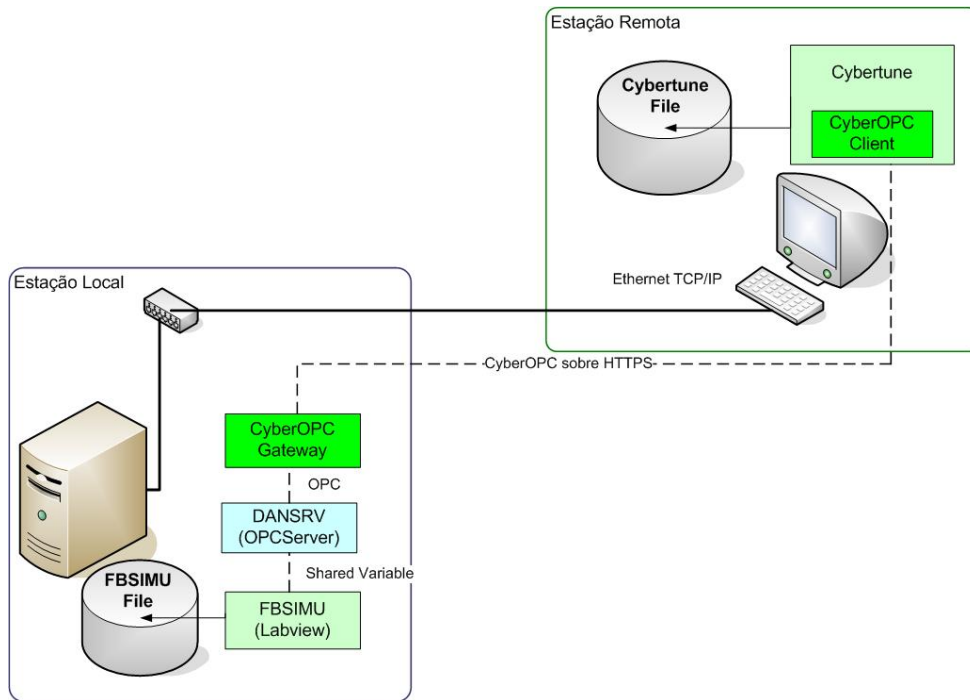 Estação Remota
Cybertune
File
Cybertune
CyberOPC
Client
Ethernet TCP/IP
Estação Local
CyberOPC sobre HTTPS
CyberOPC
Gateway
OPC
DANSRV
(OPCServer)
Shared Variable
FBSIMU
File
FBSIMU
(Labview)